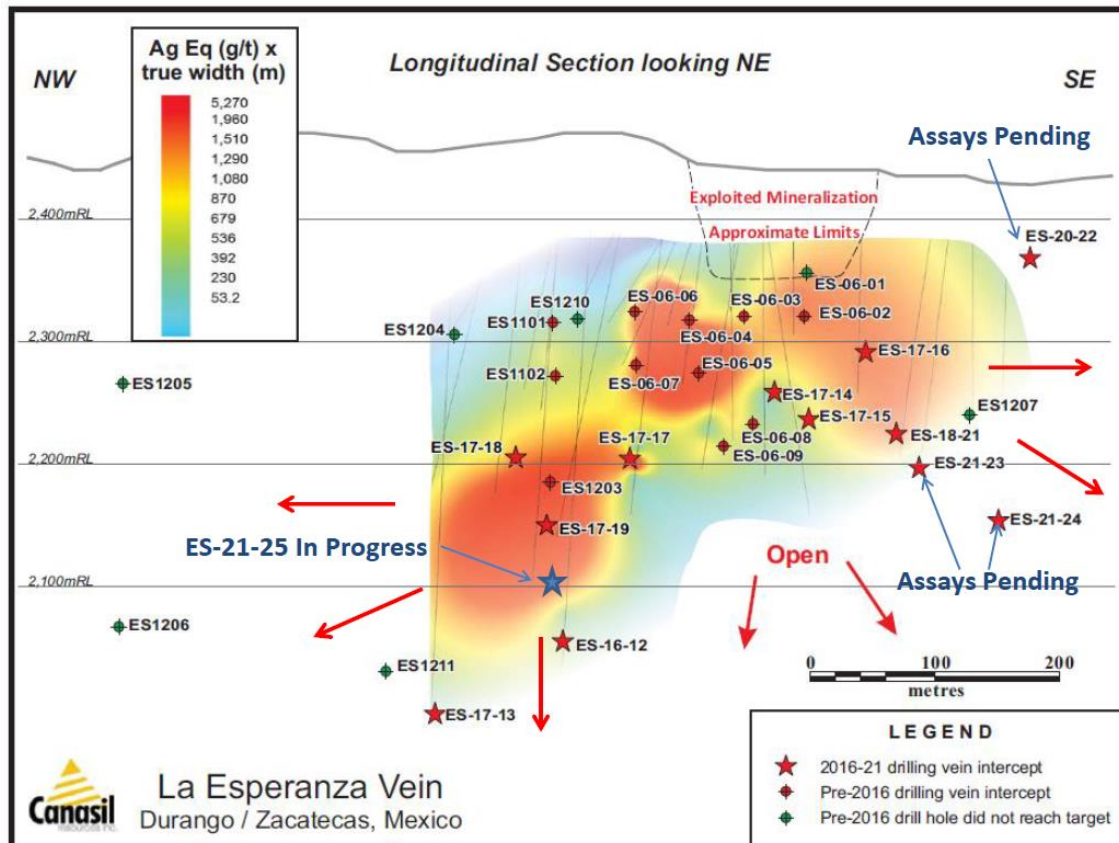 Ag Eq (g/t) x
true width (m)
5,270
1,960
1,510
1,290
1,080
870
679
536
392
230
53.2
NW
Longitudinal Section looking NE
SE
Assays Pending
2,400mRL
Exploited Mineralization
Approximate Limits
ES-20-22
ES-06-01
ES1210
ES-06-06
ES-06-03
ES1204
ES1101
ES-06-02
ES-06-04
2,300mRL
ES-17-16
ES-06-05
ES1205
ES1102
ES-06-07
ES-17-14
ES1207
ES-17-15
ES-17-18
ES-17-17
ES-06-08
ES-18-21
ES-06-09
2,200mRL
ES-21-23
ES1203
ES-17-19
ES-21-24
ES-21-25 In Progress
Open
Assays Pending
2,100mRL
ES1206
ES-16-12
ES1211
0 100 200
metres
ES-17-13
LEGEND
2016-21 drilling vein intercept
Pre-2016 drilling vein intercept
Pre-2016 drill hole did not reach target
Canasil
resources inc.
La Esperanza Vein
Durango / Zacatecas, Mexico